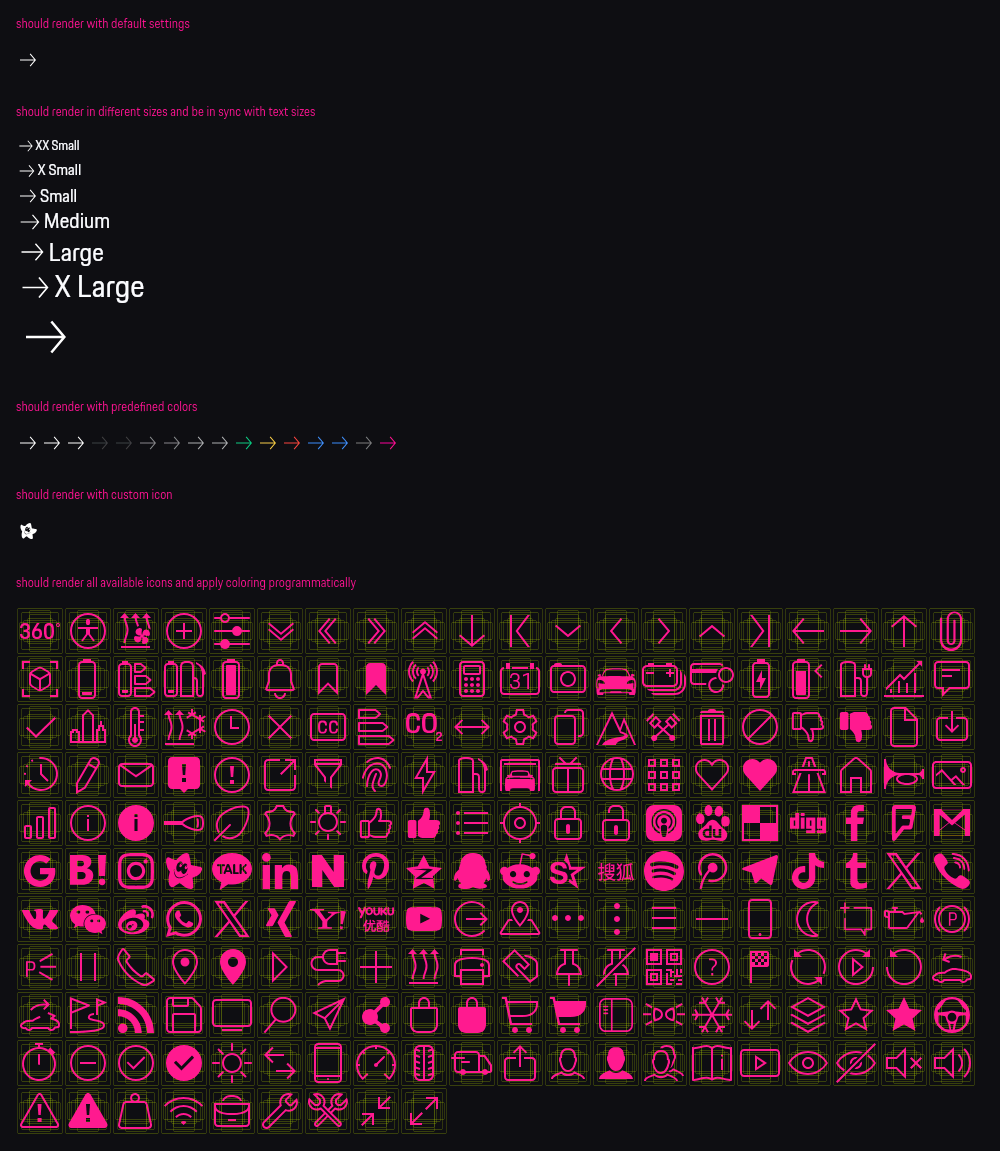 should render with default settings
should render in different sizes and be in sync with text sizes
XX Small
X Small
Small
Medium
Large
X Large
should render with predefined colors
should render with custom icon
should render all available icons and apply coloring programmatically
360°
31
CC
CO2
du
digg
G B! TALK in N 搜狐 t X
X Y! YOUKU
优酷
P
P
?